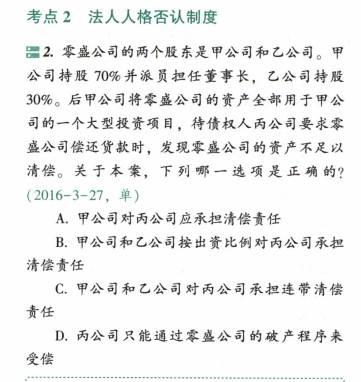 考点2 法人人格否认制度
2. 零盛公司的两个股东是甲公司和乙公司。甲
公司持股70%并派员担任董事长,乙公司持股
30%。后甲公司将零盛公司的资产全部用于甲公
司的一个大型投资项目,待债权人丙公司要求零
盛公司偿还货款时,发现零盛公司的资产不足以
清偿。关于本案,下列哪一选项是正确的?
(2016-3-27,单)
A. 甲公司对丙公司应承担清偿责任
B. 甲公司和乙公司按出资比例对丙公司承担
清偿责任
C. 甲公司和乙公司对丙公司承担连带清偿
责任
D. 丙公司只能通过零盛公司的破产程序来
受偿